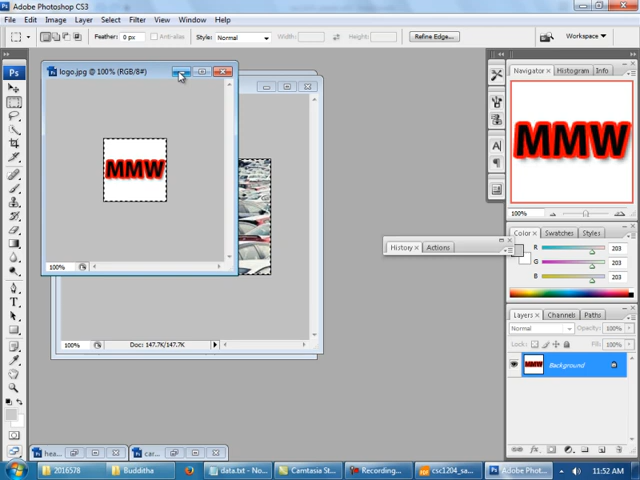 Adobe Photoshop CS3
File Edit Image Layer Select Filter Analysis View Window Help
Feather: 0 px Anti-alias Style: Normal Width: Height: Refine Edge... Workspace
logo.jpg @ 100% (RGB/8#)
MMW
100%
100% Doc: 147.7K/147.7K
hea... car...
History Actions
Navigator Histogram Info
MMW
100%
Color Swatches Styles
R 203
G 203
B 203
Layers Channels Paths
Normal Opacity:
Lock: Fill:
MMW Background
2016578 Budditha data.txt - No... Camtasia St... Recording... csc1204_sa... Adobe Phot... 11:52 AM